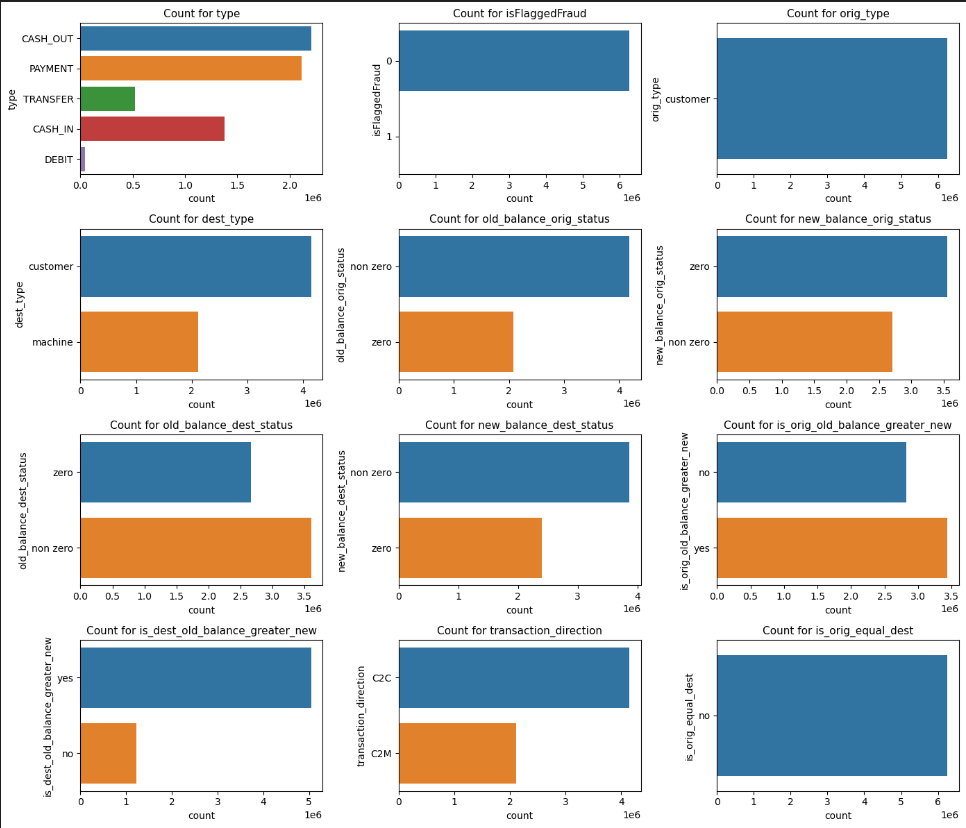 Count for type
type
CASH_OUT
PAYMENT
TRANSFER
CASH_IN
DEBIT
0.0 0.5 1.0 1.5 2.0
1e6
count
Count for isFlaggedFraud
isFlaggedFraud
0
1
0 1 2 3 4 5 6
1e6
count
Count for orig_type
orig_type
customer
0 1 2 3 4 5 6
1e6
count
Count for dest_type
dest_type
customer
machine
0 1 2 3 4
1e6
count
Count for old_balance_orig_status
old_balance_orig_status
non zero
zero
0 1 2 3 4
1e6
count
Count for new_balance_orig_status
new_balance_orig_status
zero
non zero
0.0 0.5 1.0 1.5 2.0 2.5 3.0 3.5
1e6
count
Count for old_balance_dest_status
old_balance_dest_status
zero
non zero
0.0 0.5 1.0 1.5 2.0 2.5 3.0 3.5
1e6
count
Count for new_balance_dest_status
new_balance_dest_status
non zero
zero
0 1 2 3 4
1e6
count
Count for is_orig_old_balance_greater_new
is_orig_old_balance_greater_new
no
yes
0.0 0.5 1.0 1.5 2.0 2.5 3.0 3.5
1e6
count
Count for is_dest_old_balance_greater_new
is_dest_old_balance_greater_new
yes
no
0 1 2 3 4 5
1e6
count
Count for transaction_direction
transaction_direction
C2C
C2M
0 1 2 3 4
1e6
count
Count for is_orig_equal_dest
is_orig_equal_dest
no
0 1 2 3 4 5 6
1e6
count